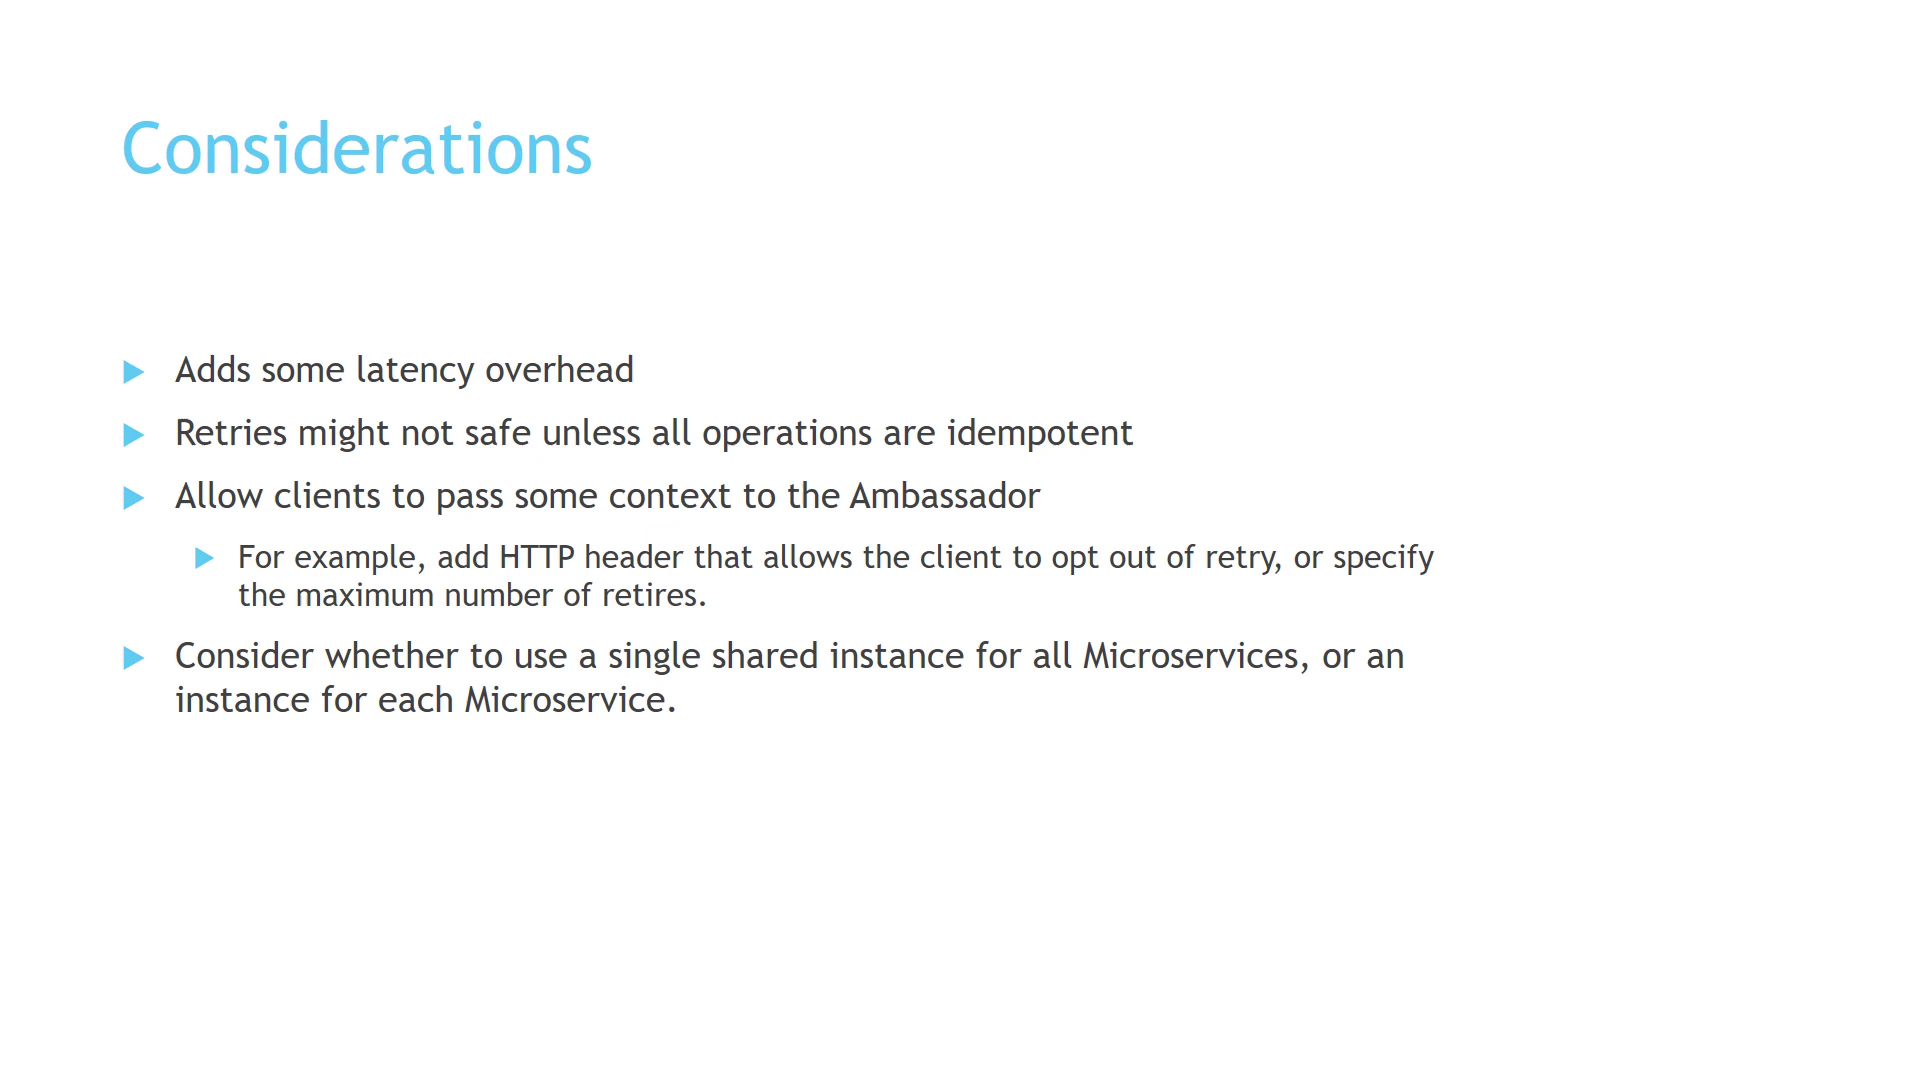 Considerations
Adds some latency overhead
Retries might not safe unless all operations are idempotent
Allow clients to pass some context to the Ambassador
For example, add HTTP header that allows the client to opt out of retry, or specify
the maximum number of retires.
Consider whether to use a single shared instance for all Microservices, or an
instance for each Microservice.